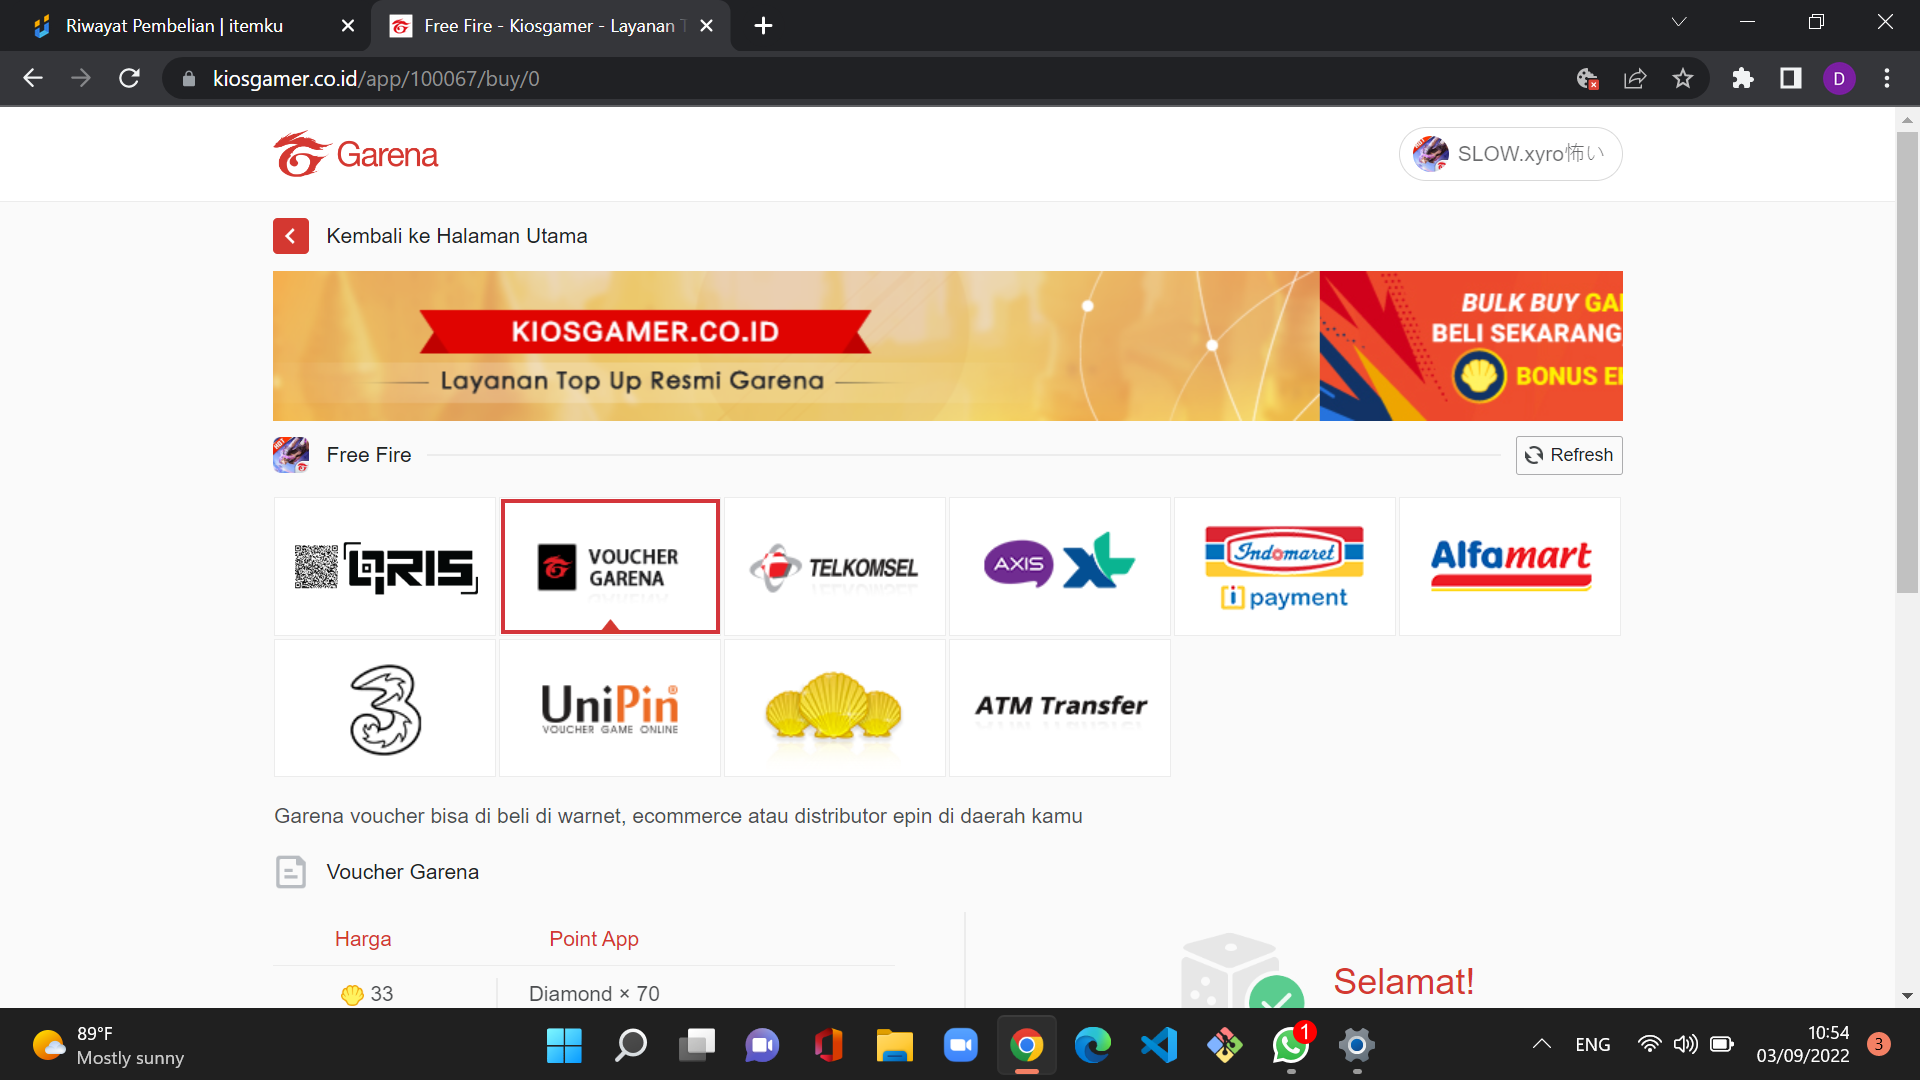 Riwayat Pembelian | itemku
Free Fire - Kiosgamer - Layanan T
kiosgamer.co.id/app/100067/buy/0
D
Garena
SLOW.xyro怖い
Kembali ke Halaman Utama
KIOSGAMER.CO.ID
Layanan Top Up Resmi Garena
BULK BUY GA
BELI SEKARANG
BONUS E
Free Fire
Refresh
QRIS
VOUCHER
GARENA
TELKOMSEL
AXIS XL
Indomaret
i payment
Alfamart
3
UniPin
VOUCHER GAME ONLINE
ATM Transfer
Garena voucher bisa di beli di warnet, ecommerce atau distributor epin di daerah kamu
Voucher Garena
Harga Point App
33 Diamond × 70
Selamat!
89°F
Mostly sunny
1
ENG
10:54
03/09/2022
3